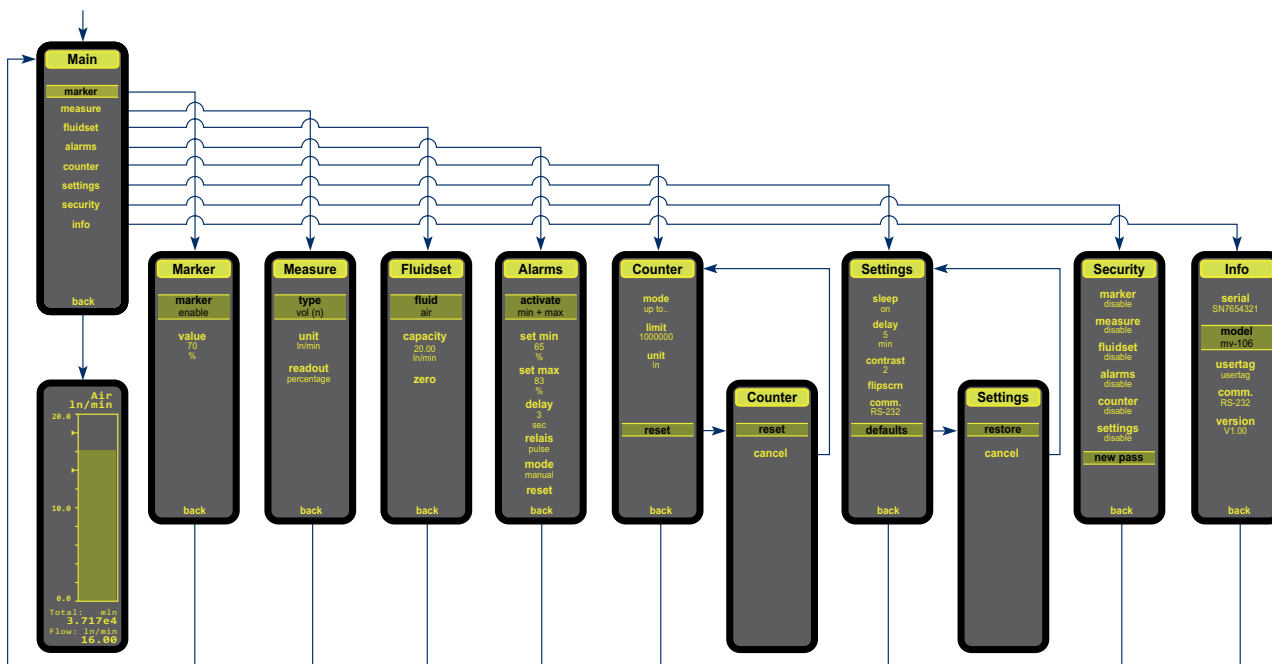 Main
marker
measure
fluidset
alarms
counter
settings
security
info
back
Air
ln/min
20.0
10.0
0.0
Total: mln
3.717e4
Flow: ln/min
16.00
Marker
marker
enable
value
70
%
back
Measure
type
vol (n)
unit
ln/min
readout
percentage
back
Fluidset
fluid
air
capacity
20.00
ln/min
zero
back
Alarms
activate
min + max
set min
65
%
set max
83
%
delay
3
sec
relais
pulse
mode
manual
reset
back
Counter
mode
up to..
limit
1000000
unit
ln
reset
back
Counter
reset
cancel
Settings
sleep
on
delay
5
min
contrast
2
flipscrn
comm.
RS-232
defaults
back
Settings
restore
cancel
Security
marker
disable
measure
disable
fluidset
disable
alarms
disable
counter
disable
settings
disable
new pass
back
Info
serial
SN7654321
model
mv-106
usertag
usertag
comm.
RS-232
version
V1.00
back